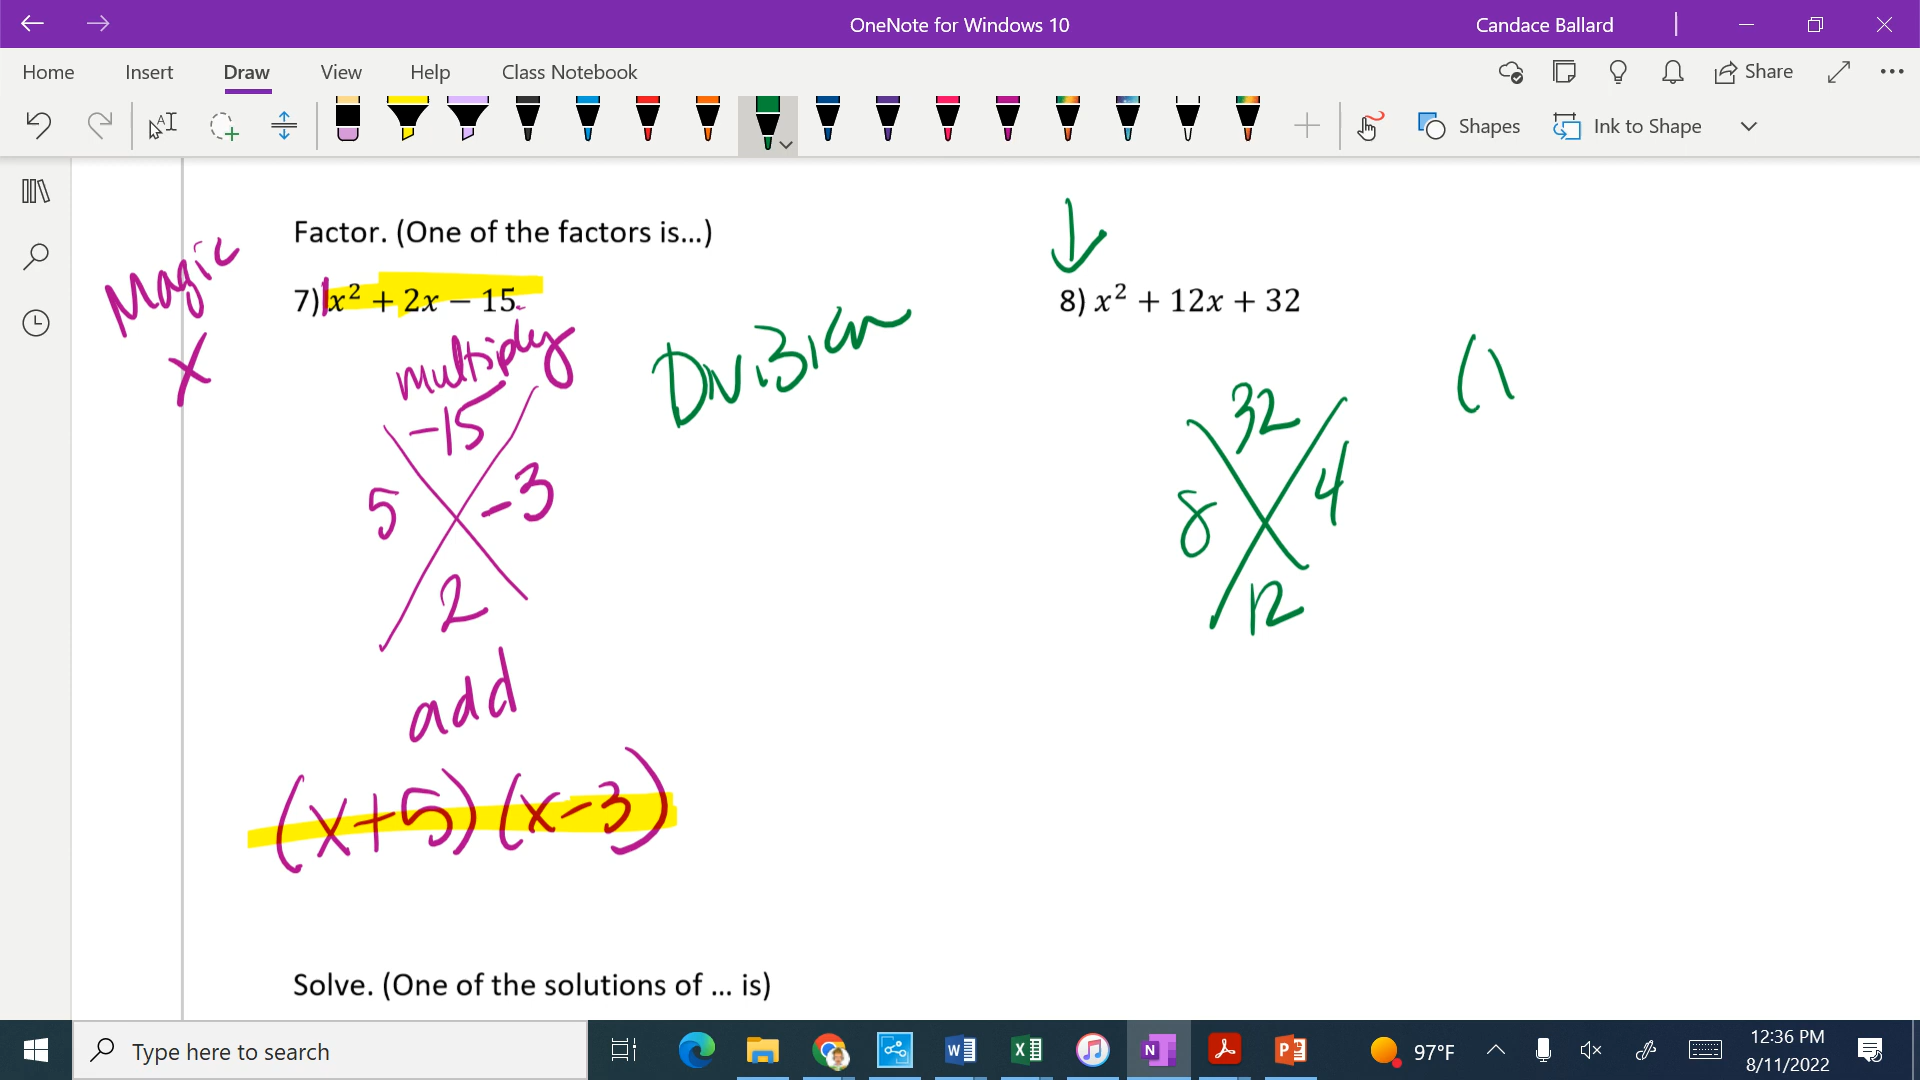 OneNote for Windows 10
Candace Ballard
Home Insert Draw View Help Class Notebook
Share
Shapes Ink to Shape
Factor. (One of the factors is...)
Magic
X
7) 1x² + 2x − 15
multiply
-15
5 -3
2
add
(x+5)(x-3)
Division
8) x² + 12x + 32
32
8 4
12
(
Solve. (One of the solutions of ... is)
Type here to search
97°F
12:36 PM
8/11/2022